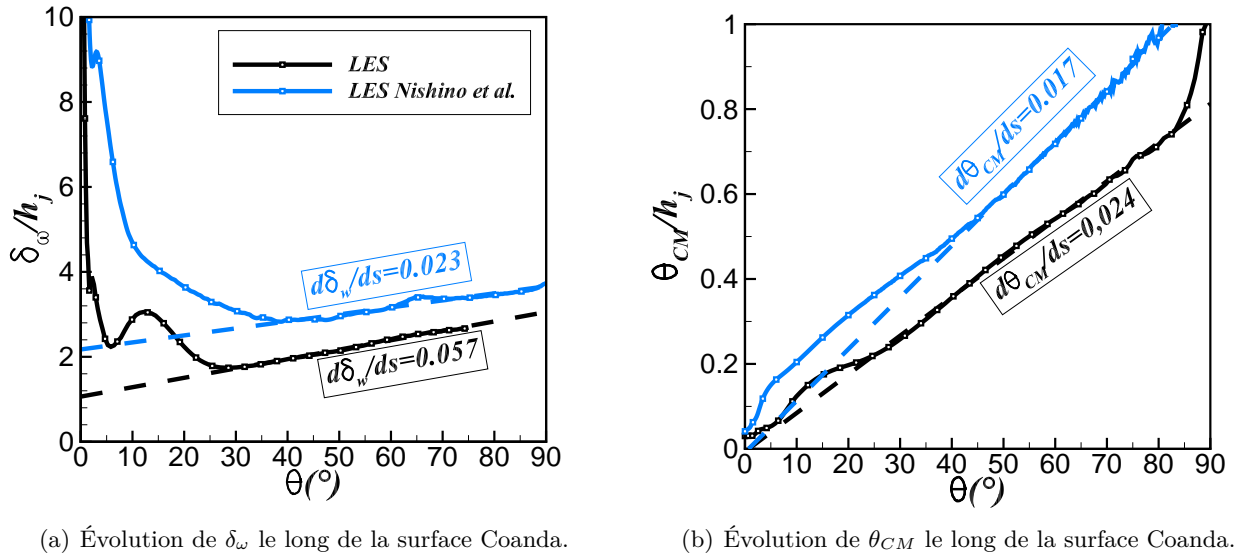 10
8
6
4
2
0
δω/hj
0 10 20 30 40 50 60 70 80 90
θ(°)
LES
LES Nishino et al.
dδw/ds=0.023
dδw/ds=0.057
(a) Évolution de δω le long de la surface Coanda.
1
0.8
0.6
0.4
0.2
0
θCM/hj
0 10 20 30 40 50 60 70 80 90
θ(°)
dθCM/ds=0.017
dθCM/ds=0,024
(b) Évolution de θCM le long de la surface Coanda.